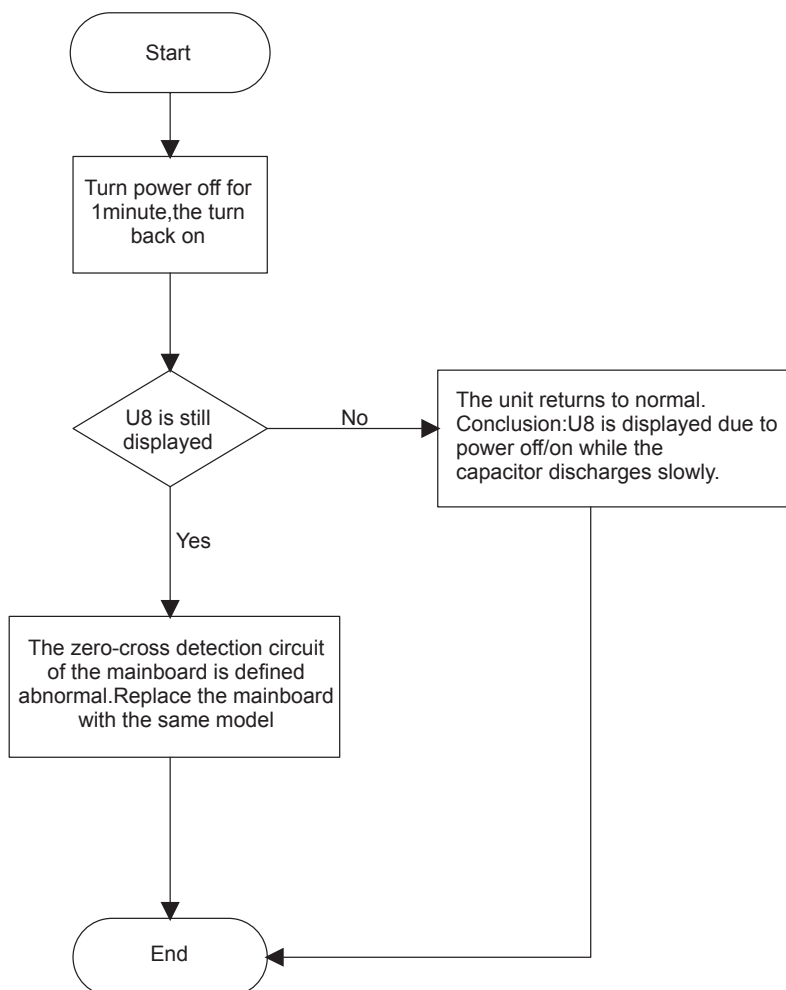 Start
Turn power off for
1minute,the turn
back on
U8 is still
displayed
No
The unit returns to normal.
Conclusion:U8 is displayed due to
power off/on while the
capacitor discharges slowly.
Yes
The zero-cross detection circuit
of the mainboard is defined
abnormal.Replace the mainboard
with the same model
End